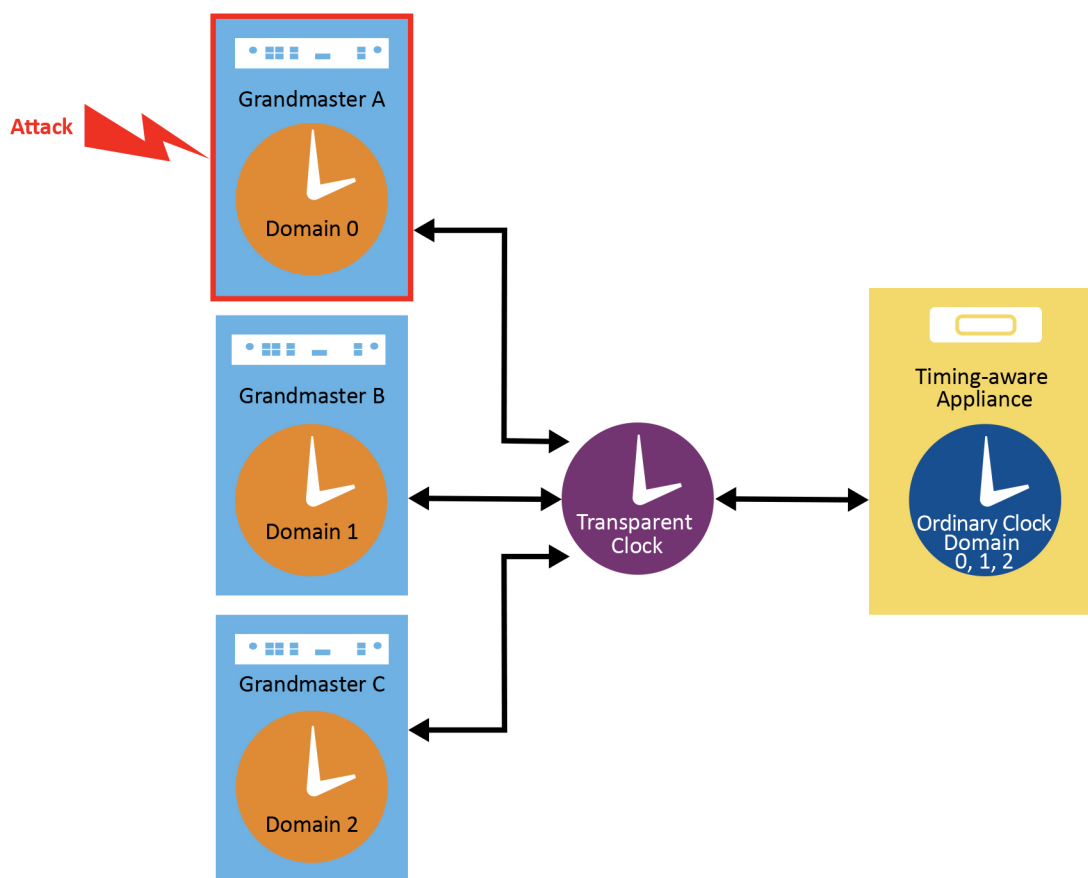 Grandmaster A
Attack
Domain 0
Grandmaster B
Domain 1
Grandmaster C
Domain 2
Transparent
Clock
Timing-aware
Appliance
Ordinary Clock
Domain
0, 1, 2